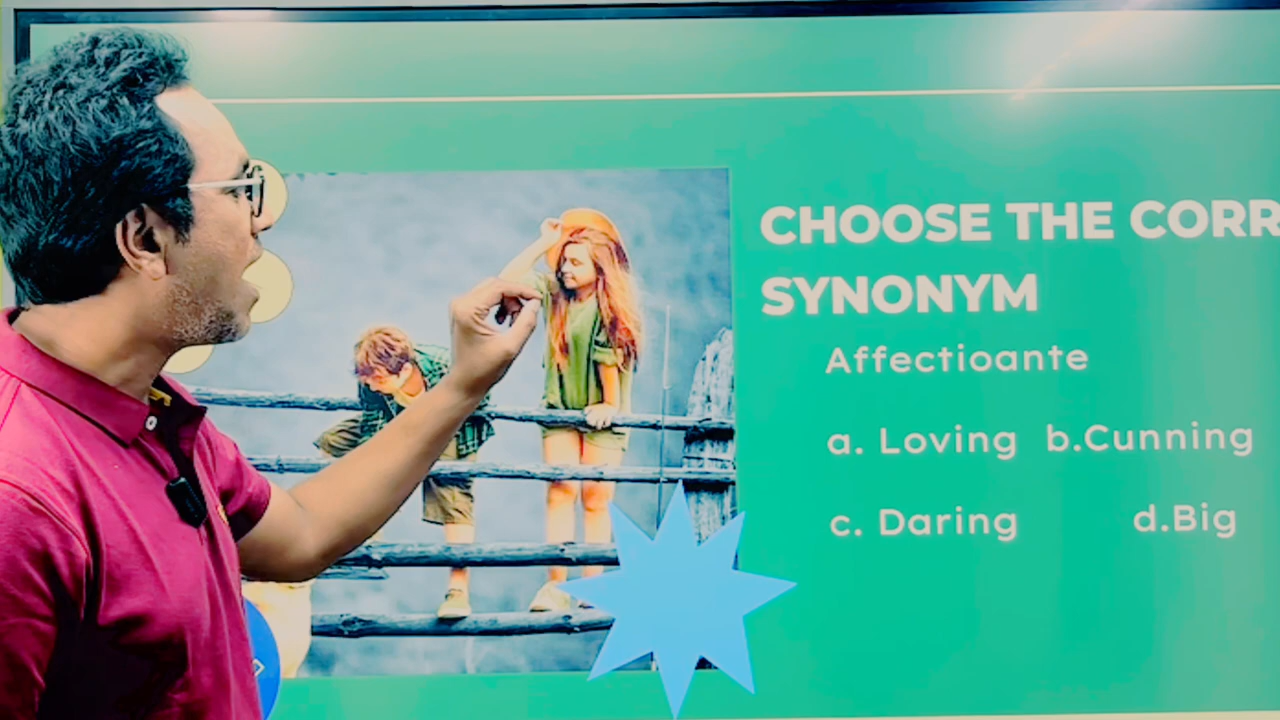 CHOOSE THE CORR
SYNONYM
Affectioante
a. Loving b.Cunning
c. Daring d.Big